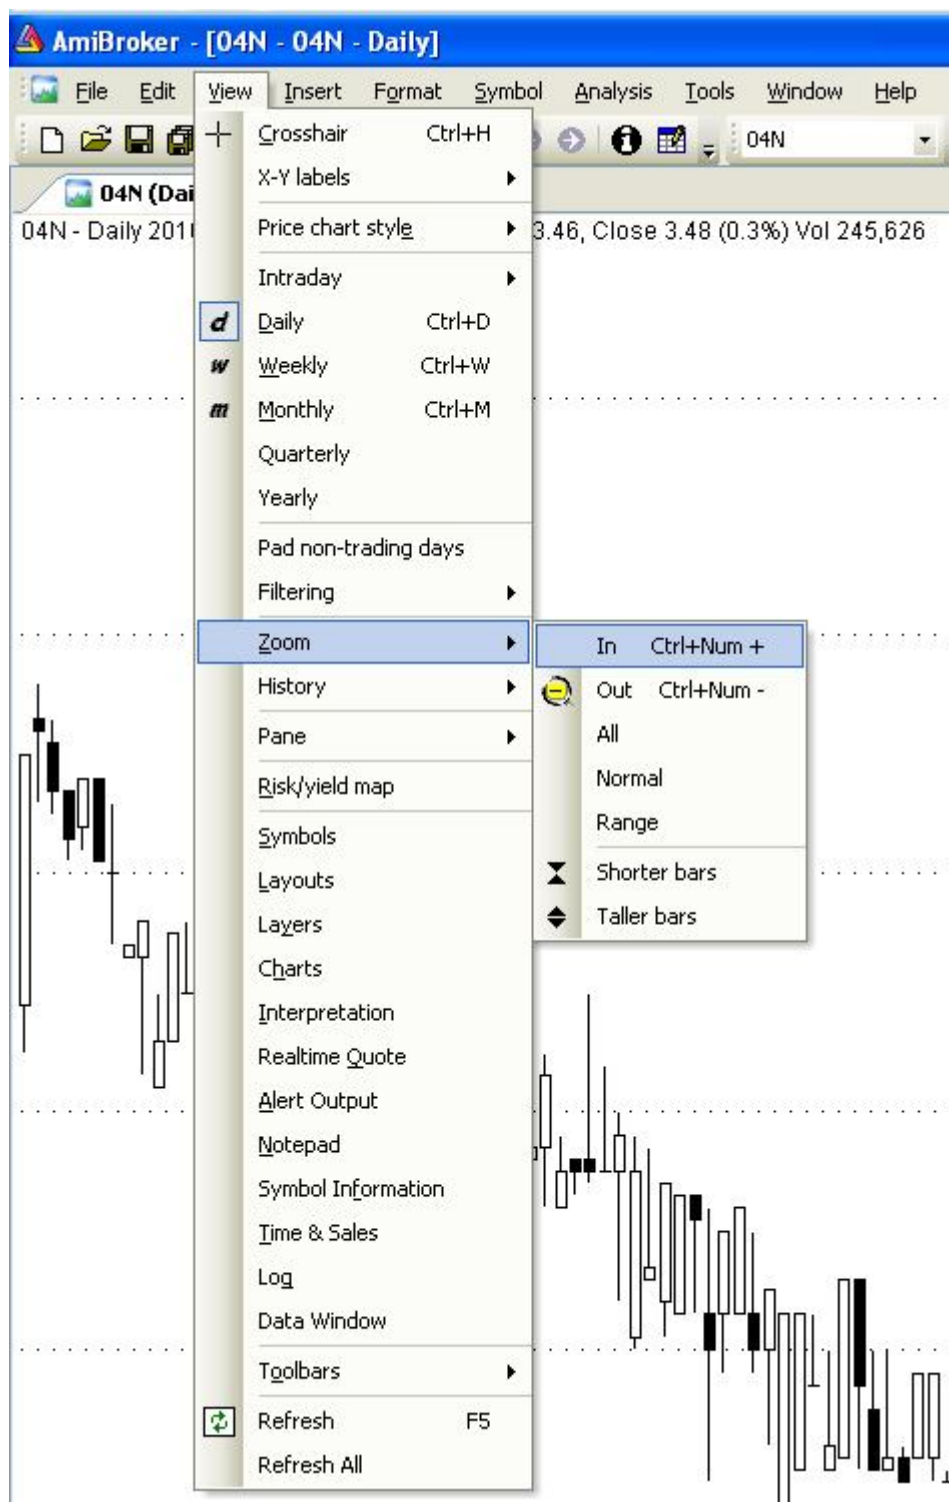 AmiBroker - [04N - 04N - Daily]
File Edit View Insert Format Symbol Analysis Tools Window Help
04N
04N (Dai
04N - Daily 201
3.46, Close 3.48 (0.3%) Vol 245,626
Crosshair Ctrl+H
X-Y labels
Price chart style
Intraday
d Daily Ctrl+D
w Weekly Ctrl+W
m Monthly Ctrl+M
Quarterly
Yearly
Pad non-trading days
Filtering
Zoom
History
Pane
Risk/yield map
Symbols
Layouts
Layers
Charts
Interpretation
Realtime Quote
Alert Output
Notepad
Symbol Information
Time & Sales
Log
Data Window
Toolbars
Refresh F5
Refresh All
In Ctrl+Num +
Out Ctrl+Num -
All
Normal
Range
Shorter bars
Taller bars